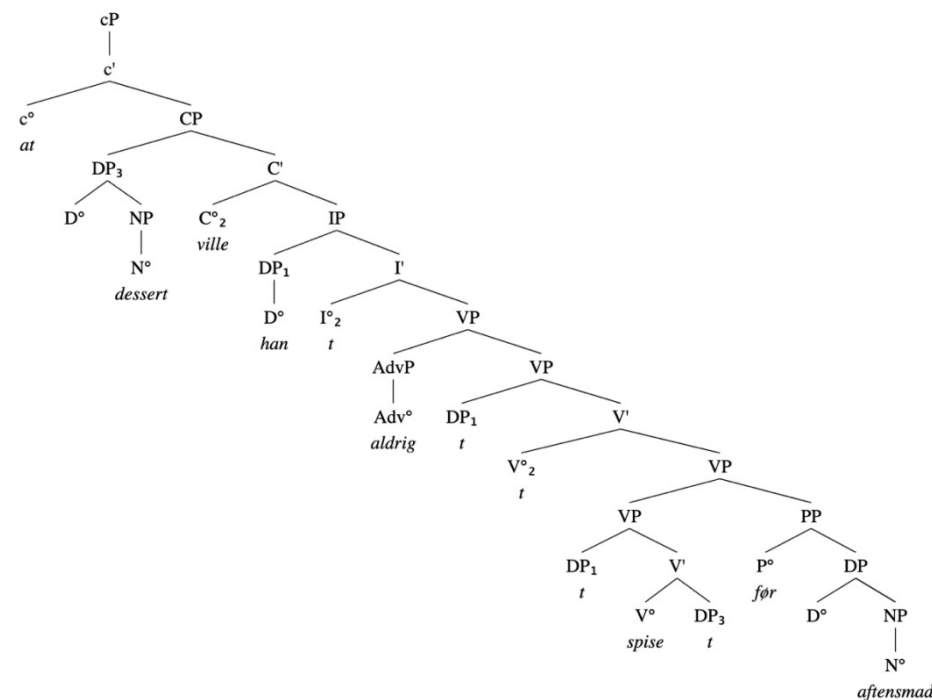 cP
c'
c° CP
at
DP₃ C'
D° NP C°₂ IP
ville
N° DP₁ I'
dessert
D° I°₂ VP
han t
AdvP VP
Adv° DP₁ V'
aldrig t
V°₂ VP
t
VP PP
DP₁ V' P° DP
t før
V° DP₃ D° NP
spise t
N°
aftensmad